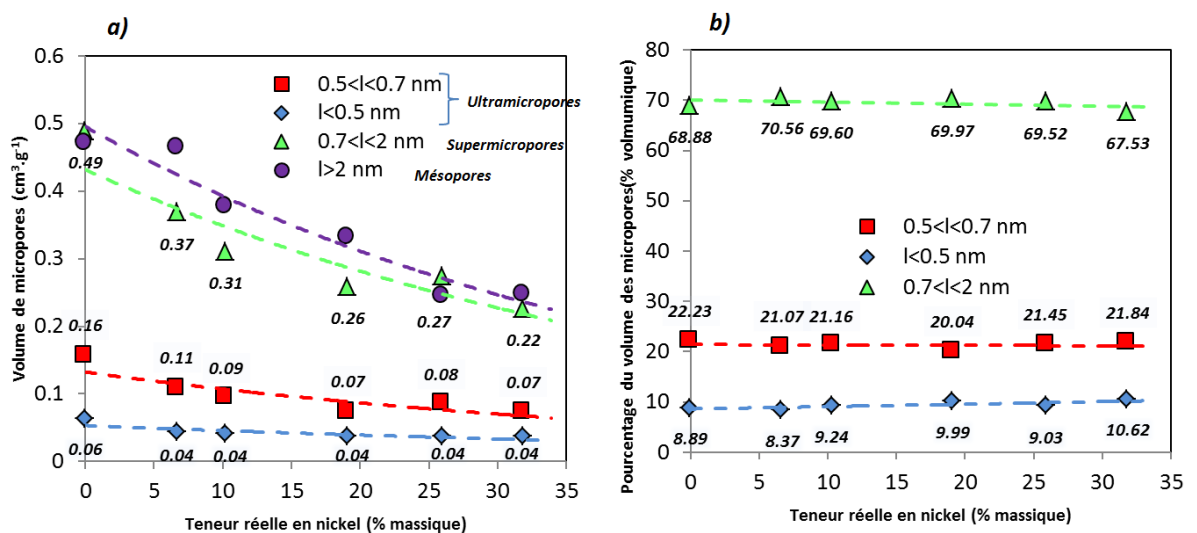 a)
Volume de micropores (cm³.g⁻¹)
0.6
0.5
0.4
0.3
0.2
0.1
0
0.5<l<0.7 nm
l<0.5 nm
Ultramicropores
0.7<l<2 nm
Supermicropores
l>2 nm
Mésopores
0.49
0.37
0.31
0.26
0.27
0.22
0.16
0.11
0.09
0.07
0.08
0.07
0.06
0.04
0.04
0.04
0.04
0.04
0 5 10 15 20 25 30 35
Teneur réelle en nickel (% massique)
b)
Pourcentage du volume des micropores(% volmumique)
80
70
60
50
40
30
20
10
0
68.88
70.56
69.60
69.97
69.52
67.53
0.5<l<0.7 nm
l<0.5 nm
0.7<l<2 nm
22.23
21.07
21.16
20.04
21.45
21.84
8.89
8.37
9.24
9.99
9.03
10.62
0 5 10 15 20 25 30 35
Teneur réelle en nickel (% massique)